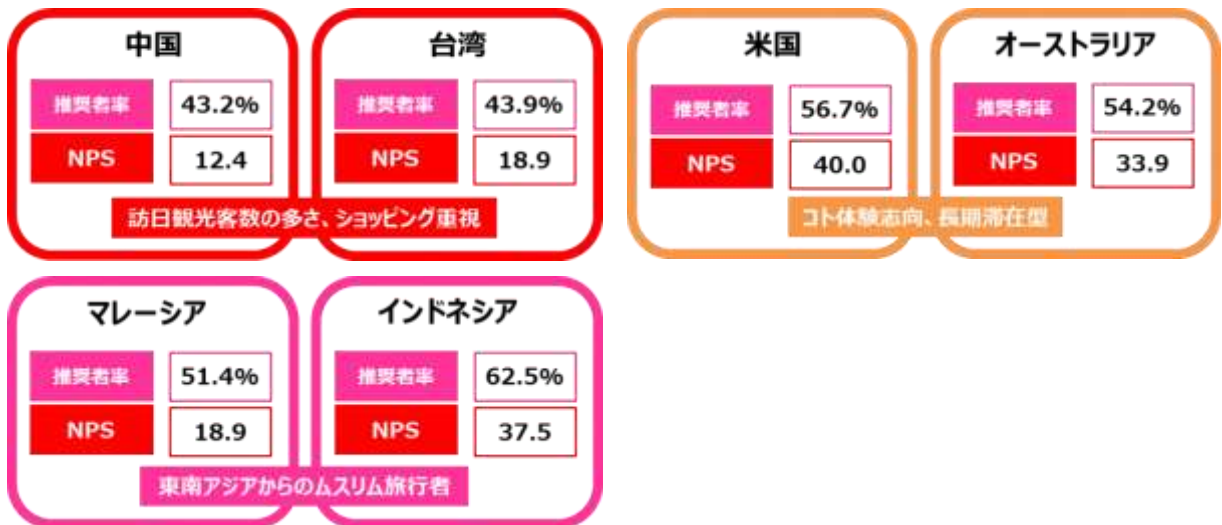 中国
推奨者率 43.2%
NPS 12.4
台湾
推奨者率 43.9%
NPS 18.9
訪日観光客数の多さ、ショッピング重視
米国
推奨者率 56.7%
NPS 40.0
オーストラリア
推奨者率 54.2%
NPS 33.9
コト体験志向、長期滞在型
マレーシア
推奨者率 51.4%
NPS 18.9
インドネシア
推奨者率 62.5%
NPS 37.5
東南アジアからのムスリム旅行者